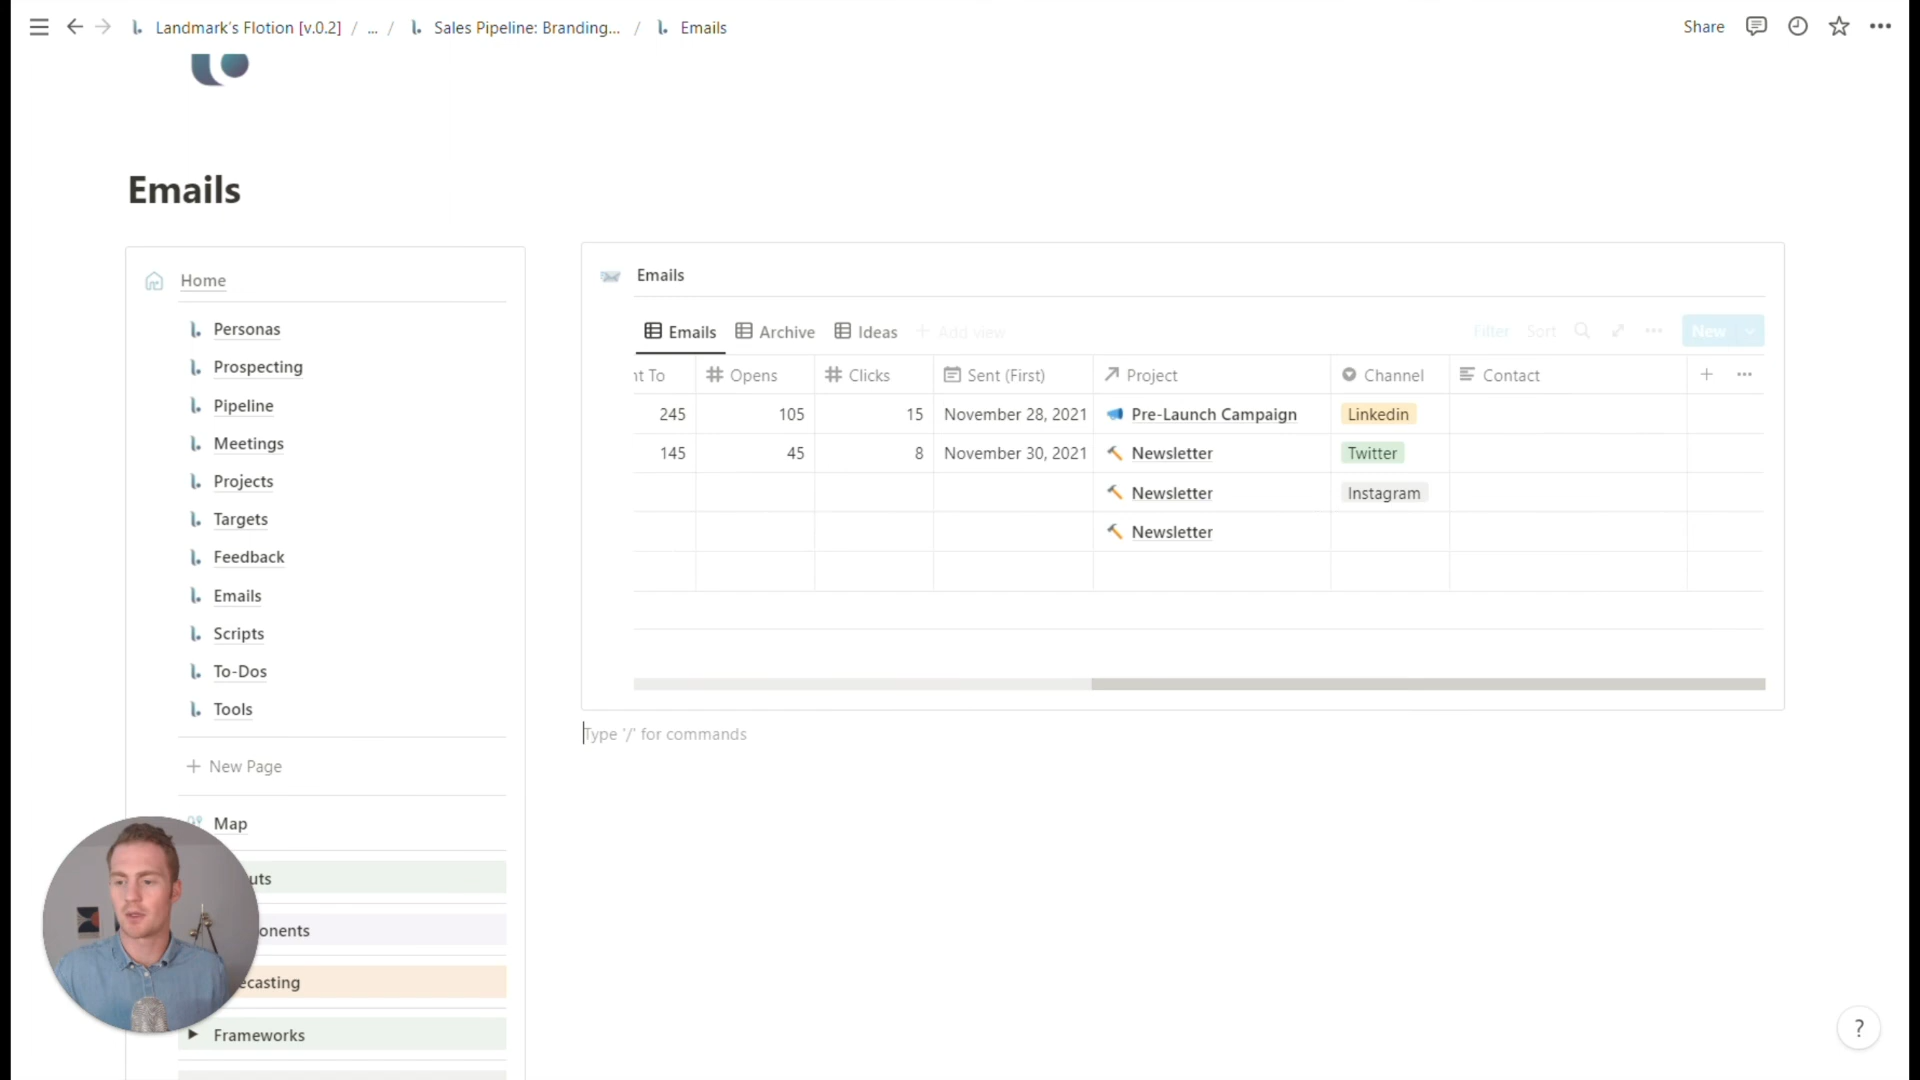 Landmark's Flotion [v.0.2] / ... / Sales Pipeline: Branding... / Emails
Share
Emails
Home
Personas
Prospecting
Pipeline
Meetings
Projects
Targets
Feedback
Emails
Scripts
To-Dos
Tools
+ New Page
Map
uts
onents
ecasting
Frameworks
Emails
Emails Archive Ideas + Add view Filter Sort New
nt To Opens Clicks Sent (First) Project Channel Contact
245 105 15 November 28, 2021 Pre-Launch Campaign Linkedin
145 45 8 November 30, 2021 Newsletter Twitter
Newsletter Instagram
Newsletter
Type '/' for commands
?